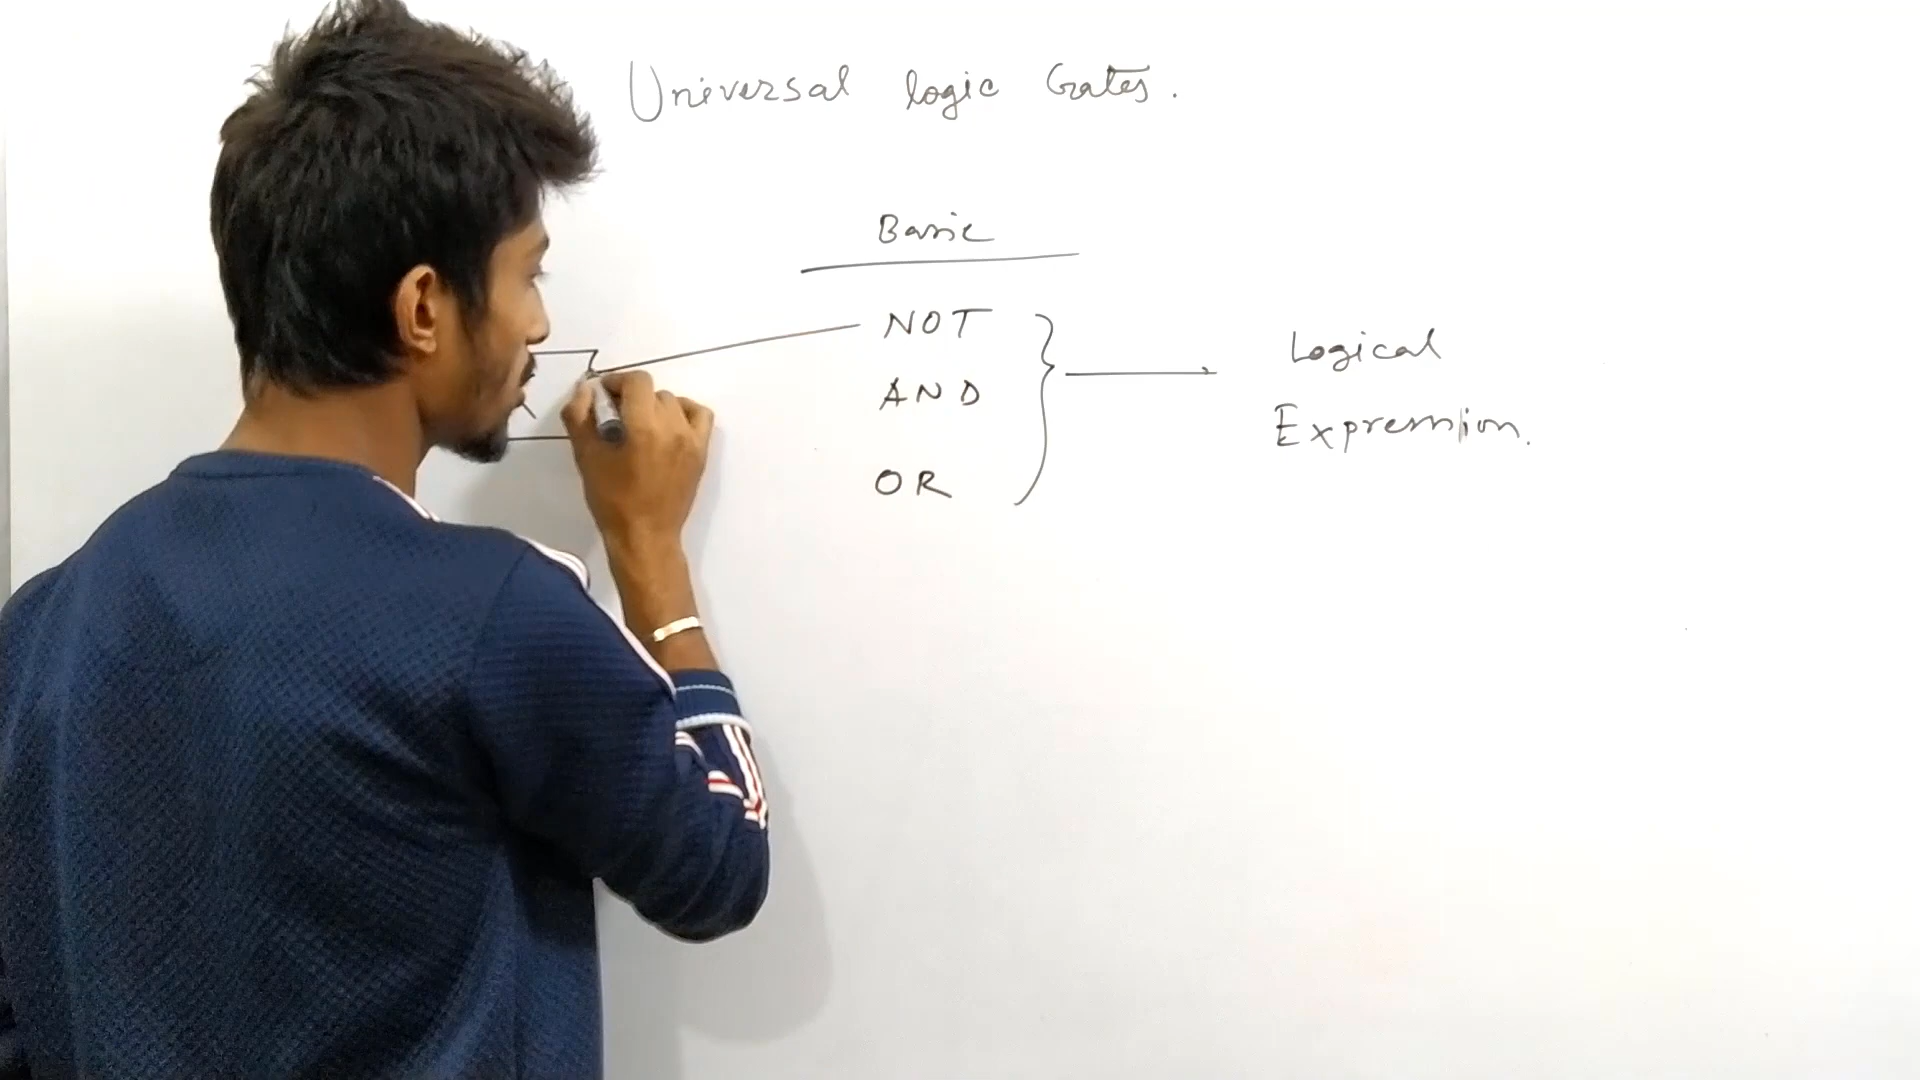 Universal logic Gates.
Basic
NOT
AND
OR
Logical
Expression.